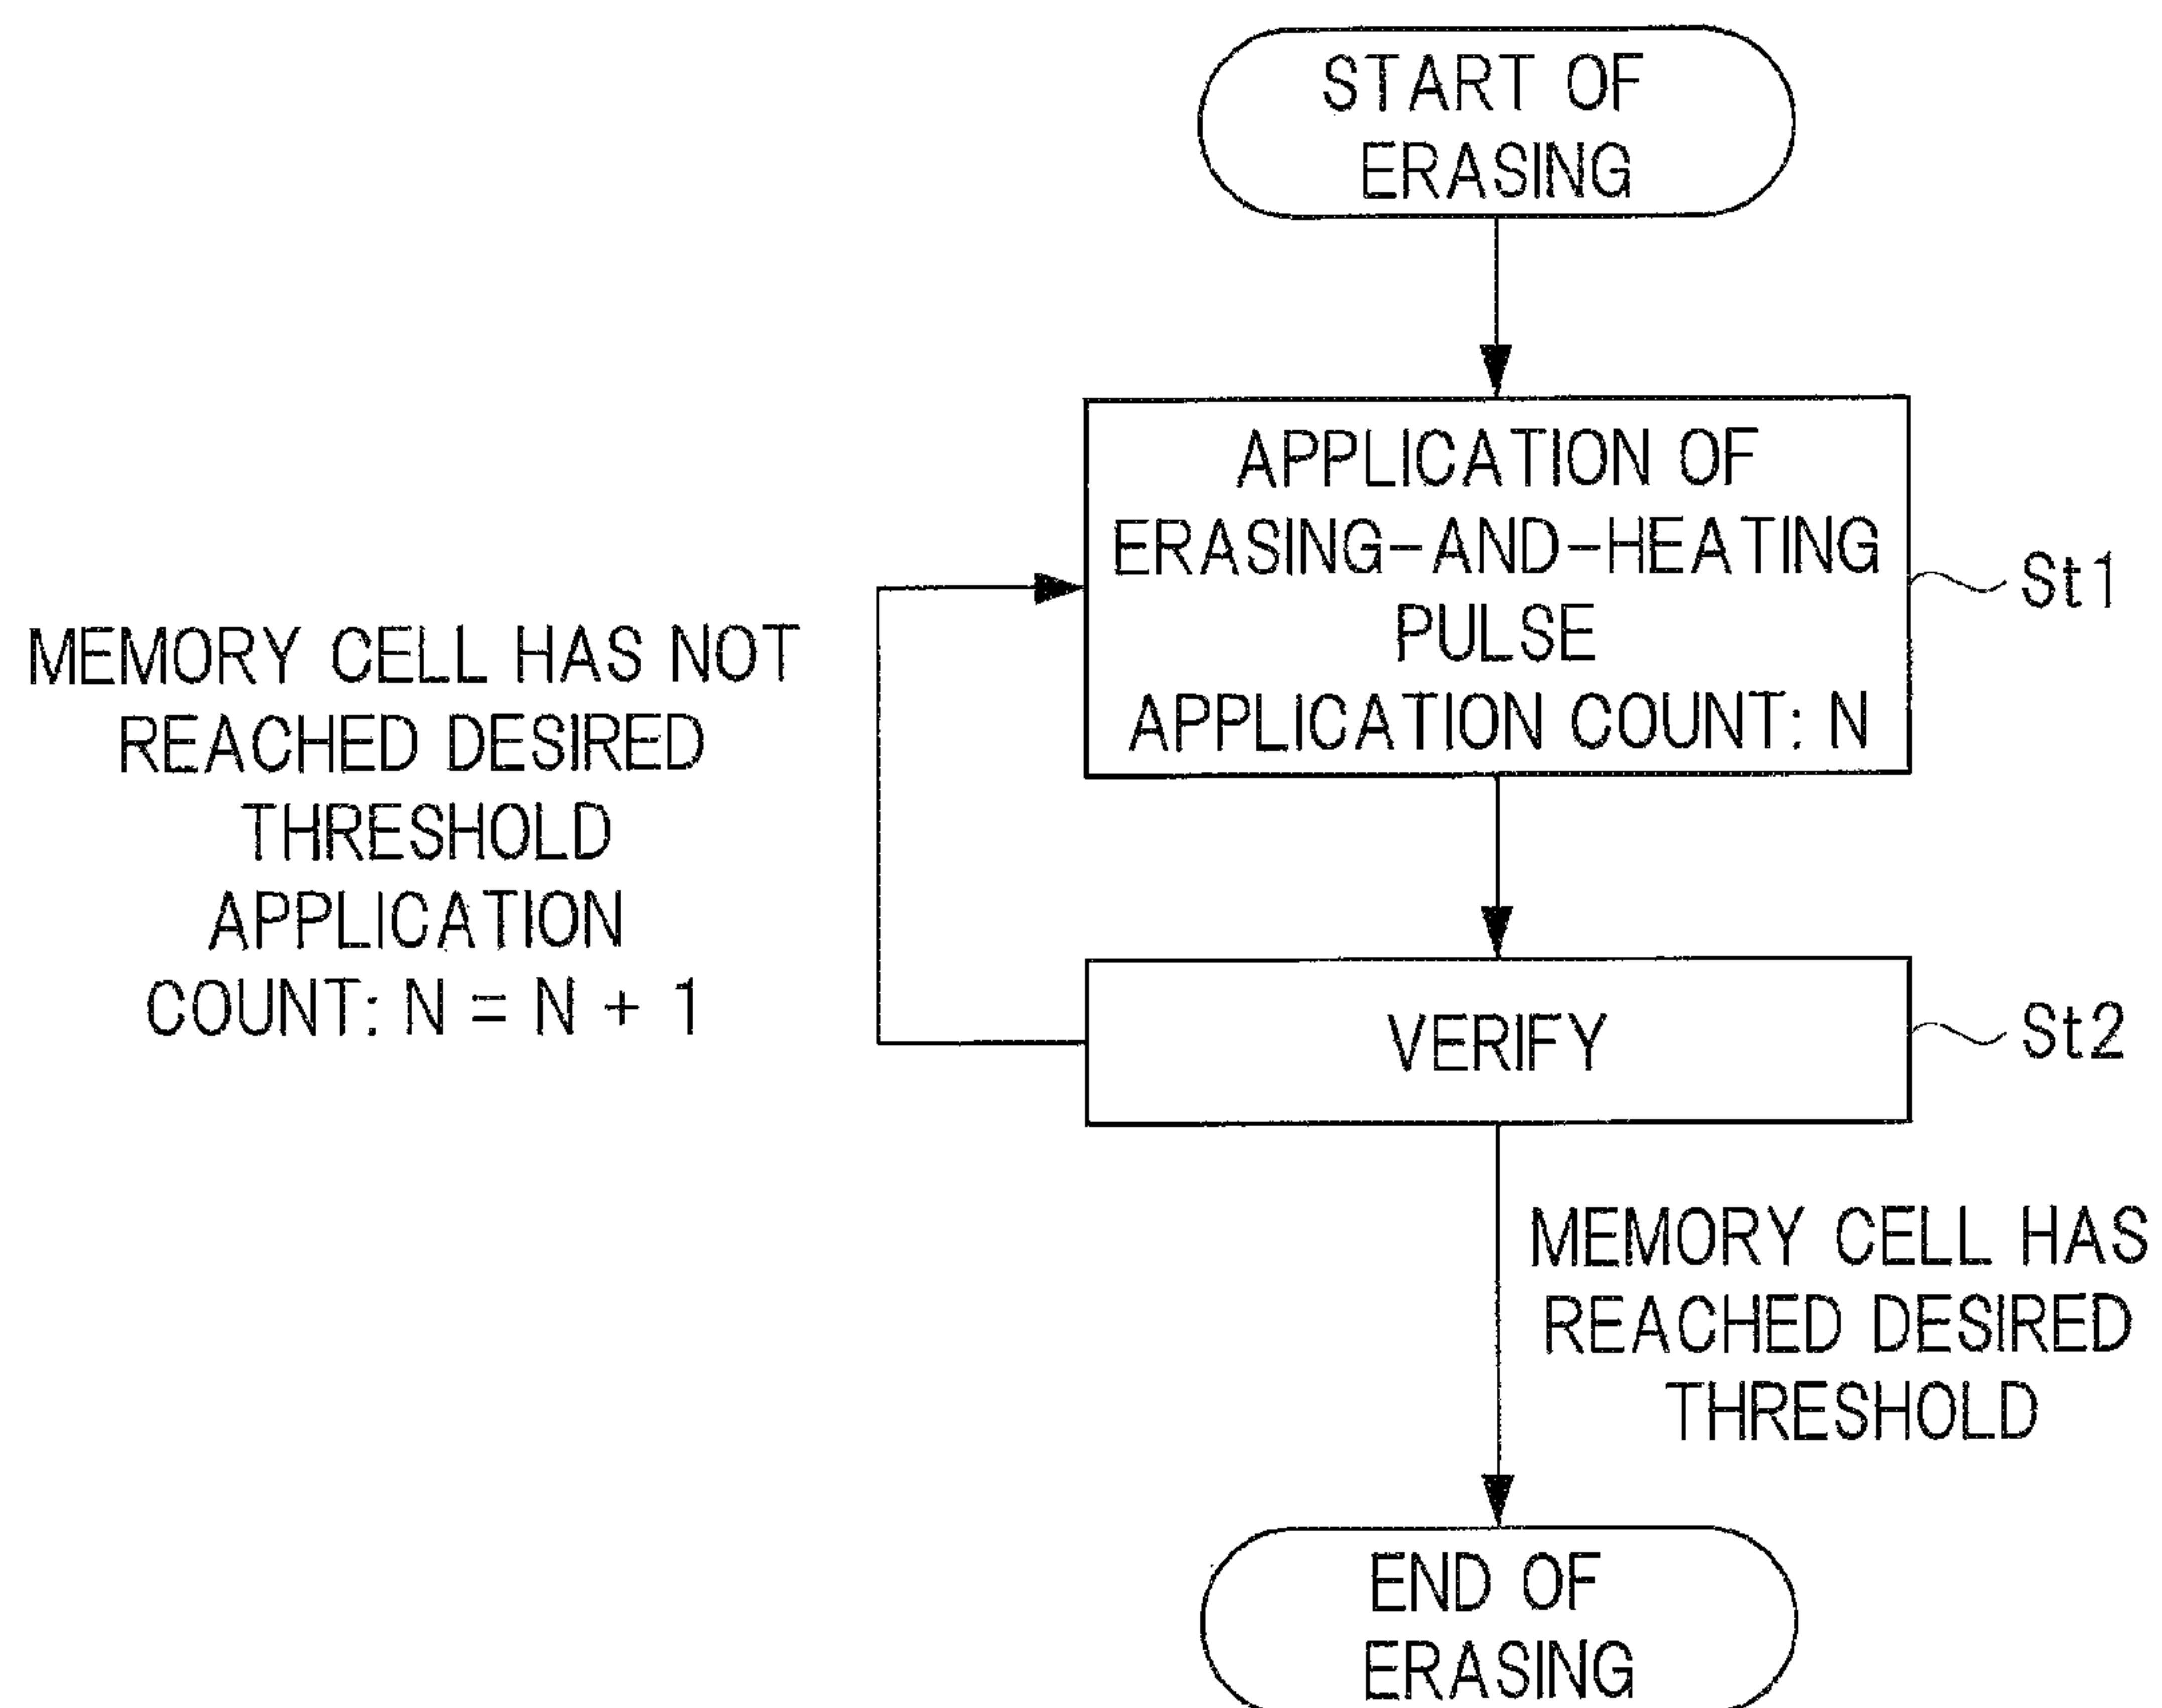 START OF
ERASING
APPLICATION OF
ERASING-AND-HEATING
PULSE
APPLICATION COUNT: N
St1
MEMORY CELL HAS NOT
REACHED DESIRED
THRESHOLD
APPLICATION
COUNT: N = N + 1
VERIFY
St2
MEMORY CELL HAS
REACHED DESIRED
THRESHOLD
END OF
ERASING